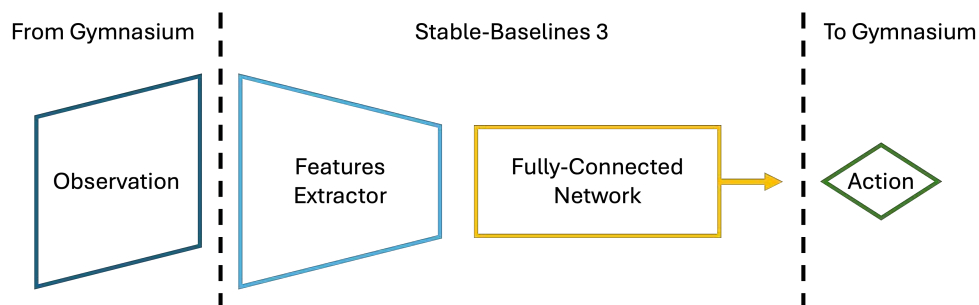 From Gymnasium
Stable-Baselines 3
To Gymnasium
Observation
Features
Extractor
Fully-Connected
Network
Action